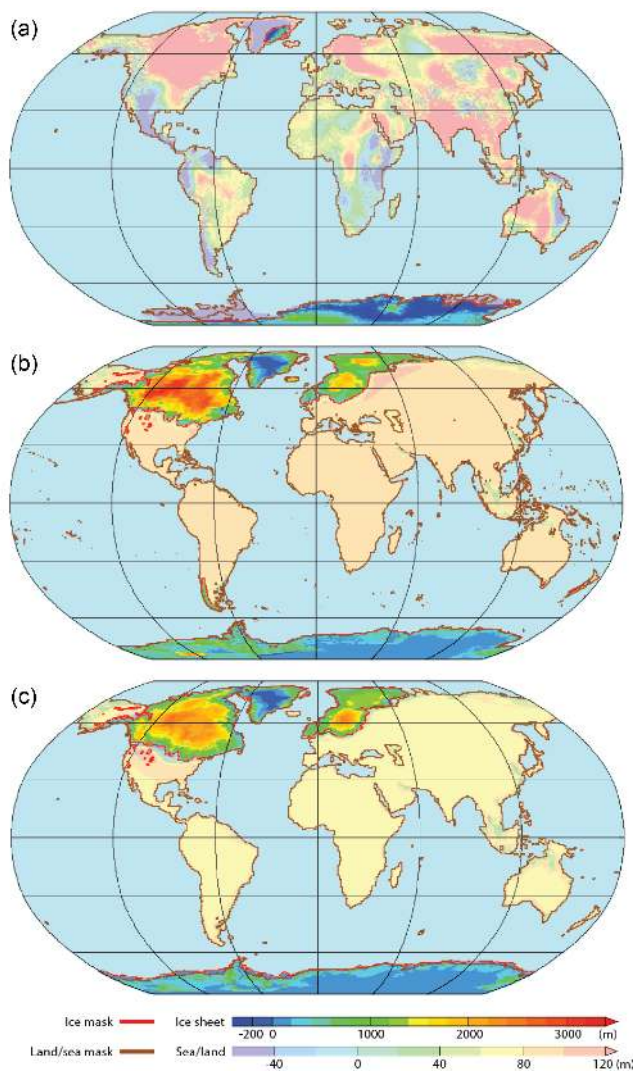 (a)
(b)
(c)
Ice mask Ice sheet -200 0 1000 2000 3000 (m)
Land/sea mask Sea/land -40 0 40 80 120 (m)